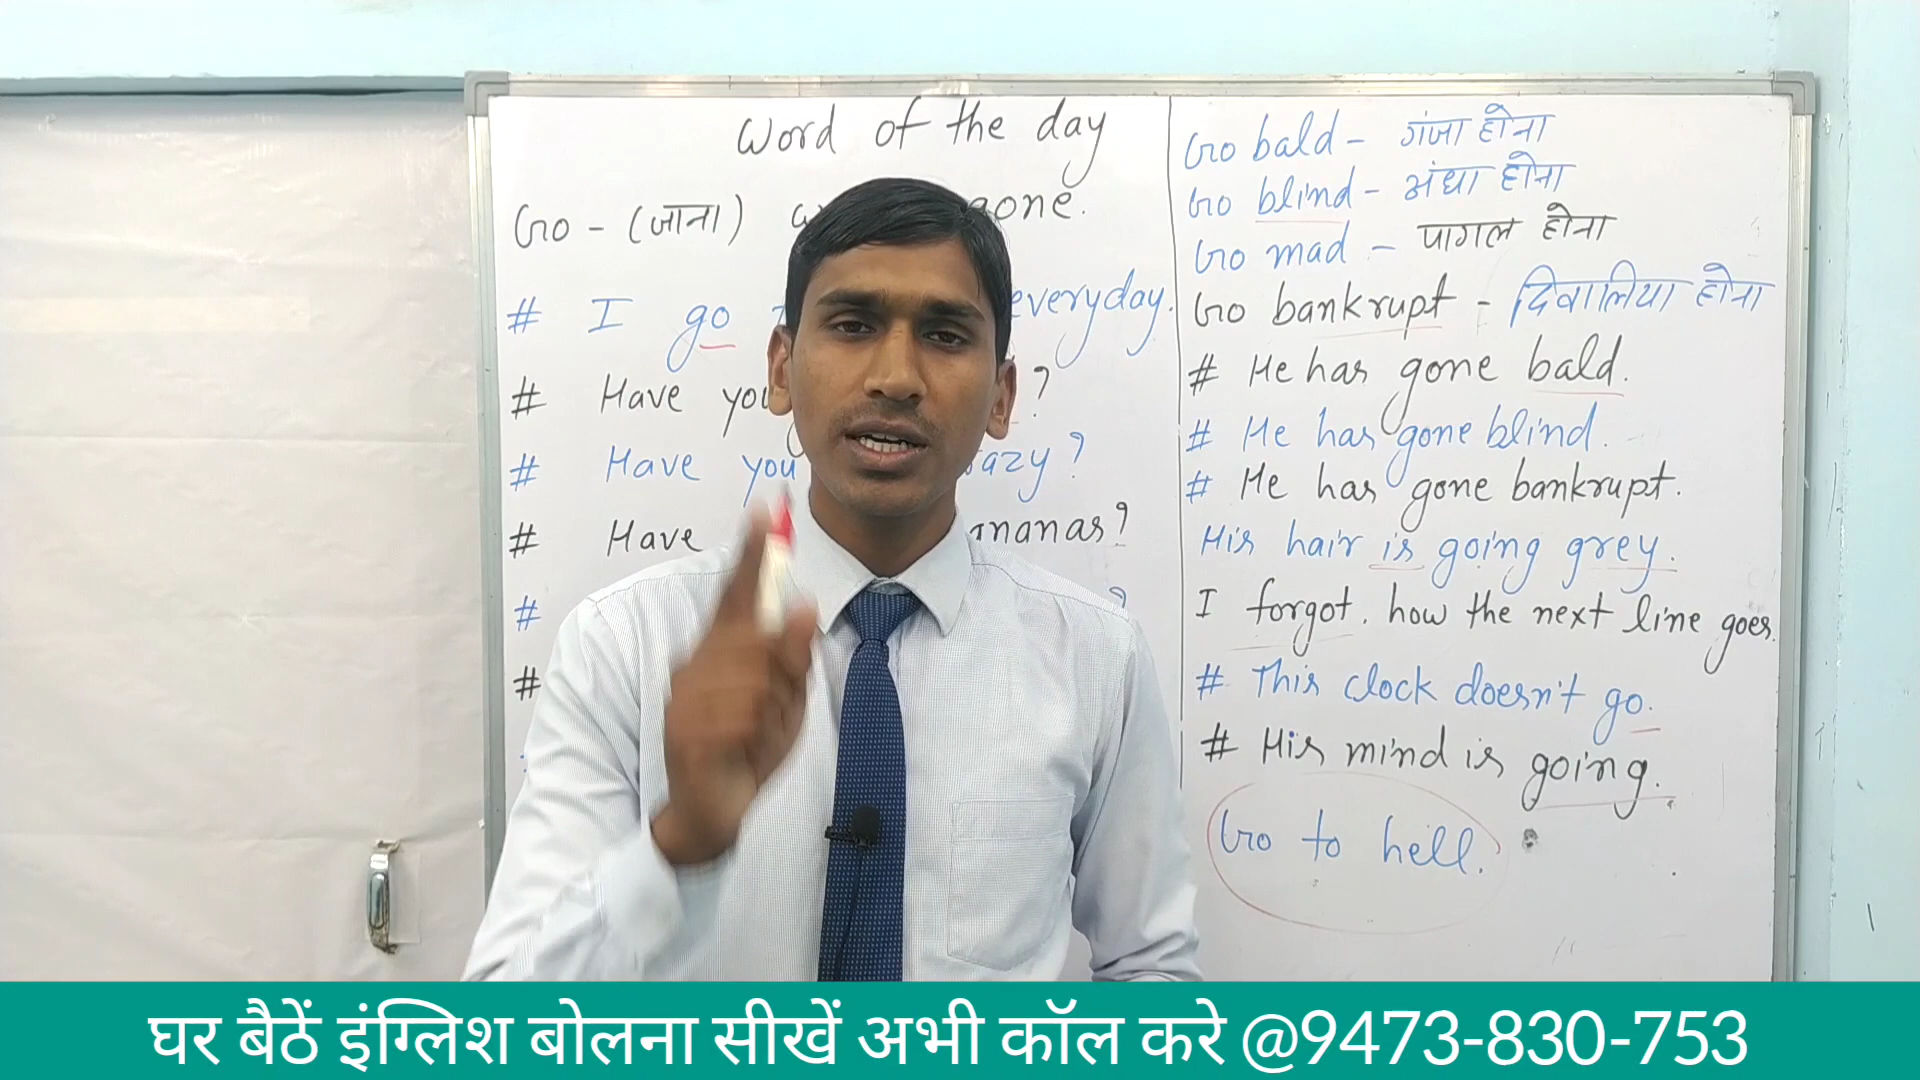 Word of the day
Go - (जाना) gone.
# I go everyday.
# Have you ?
# Have you ?
# Have ?
# ?
#
Go bald - गंजा होना
Go blind - अंधा होना
Go mad - पागल होना
Go bankrupt - दिवालिया होना
# He has gone bald.
# He has gone blind.
# He has gone bankrupt.
His hair is going grey.
I forgot. how the next line goes.
# This clock doesn't go.
# His mind is going.
Go to hell.
घर बैठें इंग्लिश बोलना सीखें अभी कॉल करे @9473-830-753